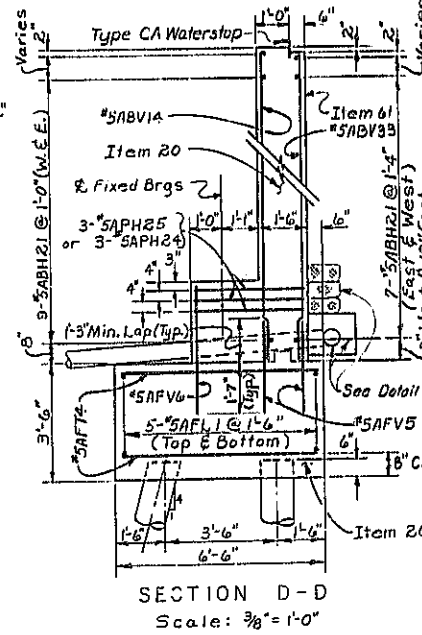 1'-0"
6"
Varies
2"
Type CA Waterstop
2"
2"
#5ABV14
Item 61
#5ABV33
Item 20
℄ Fixed Brgs
9-#5ABH21 @ 1'-0" (W. & E.)
7-#5ABH21 @ 1'-4"
(East & West)
3-#5APH25
or 3-#5APH24
1'-0"
1'-1"
1'-6"
6"
3"
4"
4"
8"
1'-3" Min. Lap (Typ.)
1'-7"
(Typ)
See Detail
#5AFV6
#5AFV5
5-#5AFL1 @ 1'-6"
(Top & Bottom)
3'-6"
6"
8" C.
4
1
1'-6"
3'-6"
1'-6"
Item 20
6'-6"
SECTION D-D
Scale: 3/8" = 1'-0"